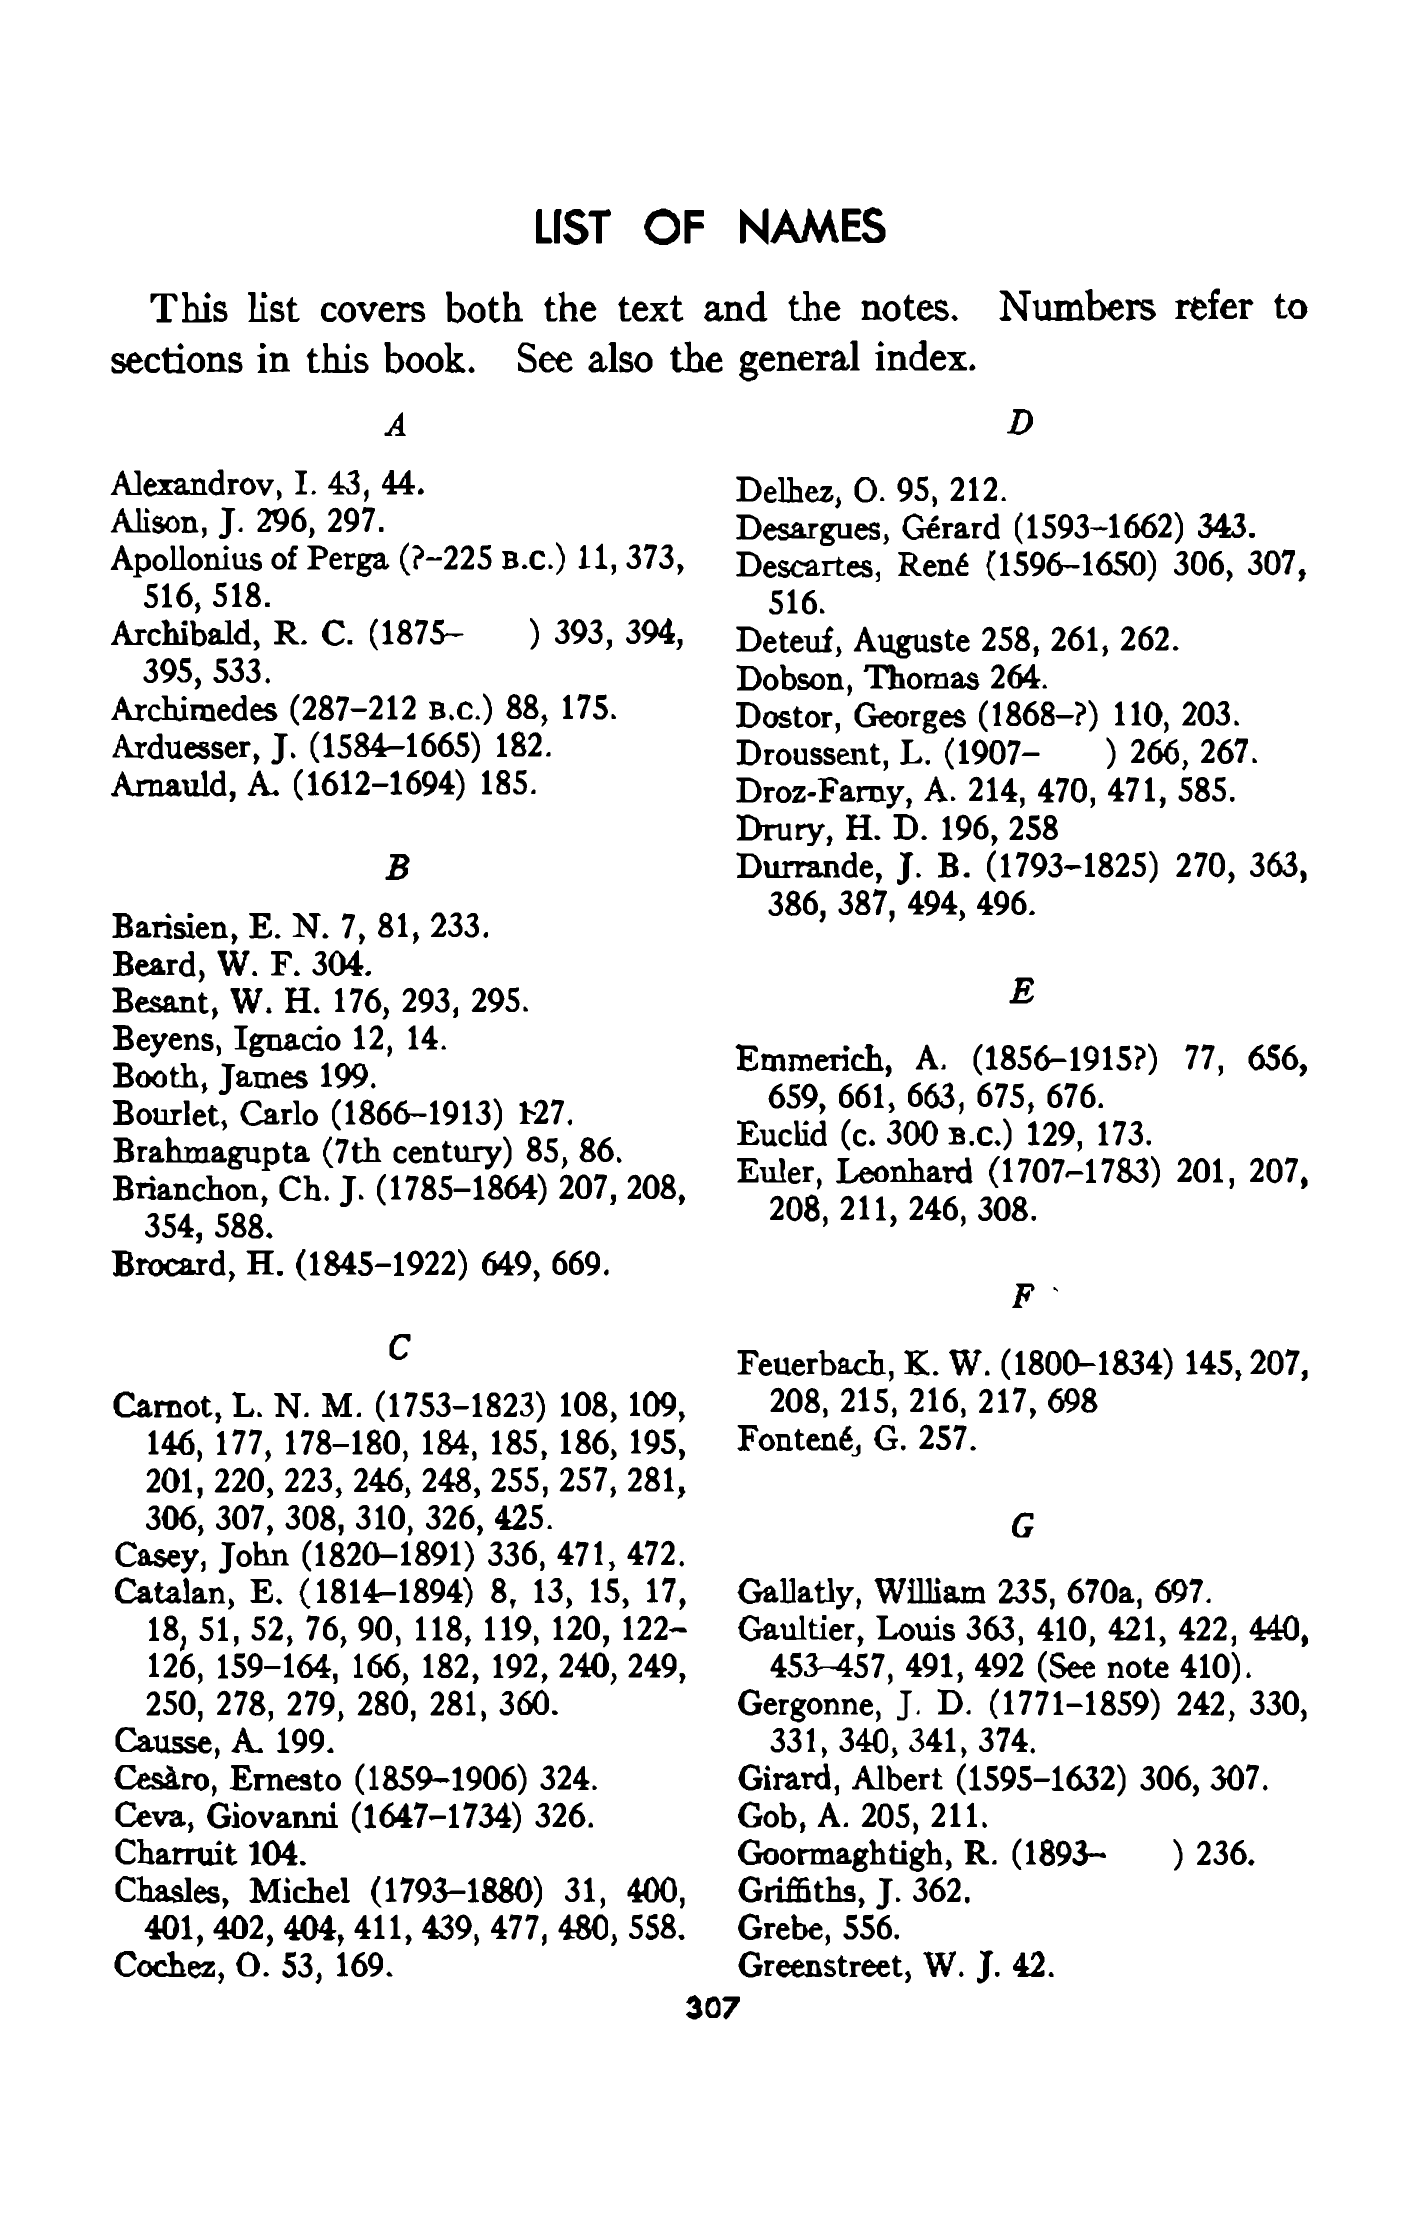 LIST OF NAMES
This list covers both the text and the notes. Numbers refer to
sections in this book. See also the general index.
A
Alexandrov, I. 43, 44.
Alison, J. 296, 297.
Apollonius of Perga (?–225 B.C.) 11, 373,
516, 518.
Archibald, R. C. (1875– ) 393, 394,
395, 533.
Archimedes (287–212 B.C.) 88, 175.
Arduesser, J. (1584–1665) 182.
Arnauld, A. (1612–1694) 185.
B
Barisien, E. N. 7, 81, 233.
Beard, W. F. 304.
Besant, W. H. 176, 293, 295.
Beyens, Ignacio 12, 14.
Booth, James 199.
Bourlet, Carlo (1866–1913) 127.
Brahmagupta (7th century) 85, 86.
Brianchon, Ch. J. (1785–1864) 207, 208,
354, 588.
Brocard, H. (1845–1922) 649, 669.
C
Carnot, L. N. M. (1753–1823) 108, 109,
146, 177, 178–180, 184, 185, 186, 195,
201, 220, 223, 246, 248, 255, 257, 281,
306, 307, 308, 310, 326, 425.
Casey, John (1820–1891) 336, 471, 472.
Catalan, E. (1814–1894) 8, 13, 15, 17,
18, 51, 52, 76, 90, 118, 119, 120, 122–
126, 159–164, 166, 182, 192, 240, 249,
250, 278, 279, 280, 281, 360.
Causse, A. 199.
Cesàro, Ernesto (1859–1906) 324.
Ceva, Giovanni (1647–1734) 326.
Charruit 104.
Chasles, Michel (1793–1880) 31, 400,
401, 402, 404, 411, 439, 477, 480, 558.
Cochez, O. 53, 169.
D
Delhez, O. 95, 212.
Desargues, Gérard (1593–1662) 343.
Descartes, René (1596–1650) 306, 307,
516.
Deteuf, Auguste 258, 261, 262.
Dobson, Thomas 264.
Dostor, Georges (1868–?) 110, 203.
Droussent, L. (1907– ) 266, 267.
Droz-Farny, A. 214, 470, 471, 585.
Drury, H. D. 196, 258
Durrande, J. B. (1793–1825) 270, 363,
386, 387, 494, 496.
E
Emmerich, A. (1856–1915?) 77, 656,
659, 661, 663, 675, 676.
Euclid (c. 300 B.C.) 129, 173.
Euler, Leonhard (1707–1783) 201, 207,
208, 211, 246, 308.
F
Feuerbach, K. W. (1800–1834) 145, 207,
208, 215, 216, 217, 698
Fontené, G. 257.
G
Gallatly, William 235, 670a, 697.
Gaultier, Louis 363, 410, 421, 422, 440,
453–457, 491, 492 (See note 410).
Gergonne, J. D. (1771–1859) 242, 330,
331, 340, 341, 374.
Girard, Albert (1595–1632) 306, 307.
Gob, A. 205, 211.
Goormaghtigh, R. (1893– ) 236.
Griffiths, J. 362.
Grebe, 556.
Greenstreet, W. J. 42.
307